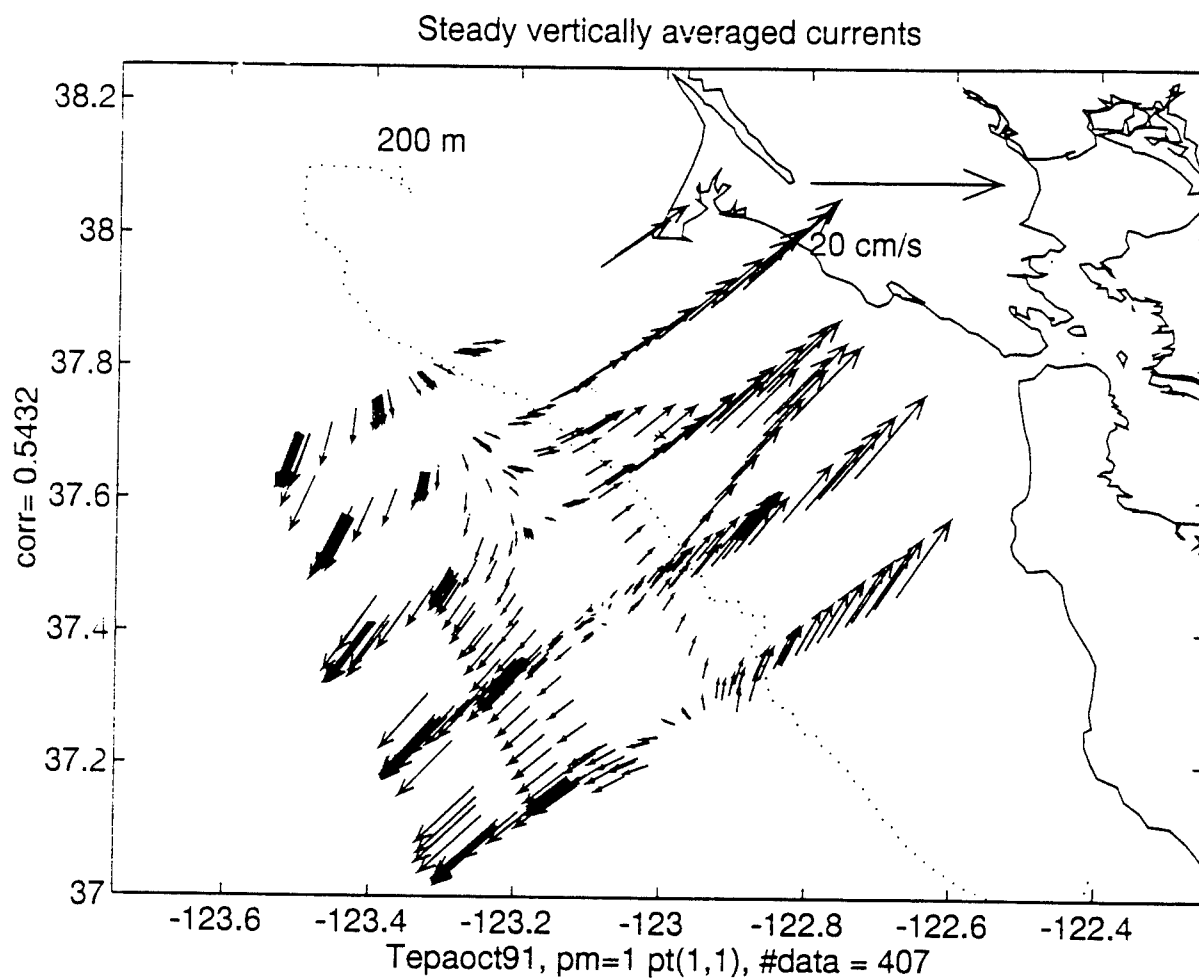 Steady vertically averaged currents
38.2
200 m
38
20 cm/s
37.8
corr= 0.5432
37.6
37.4
37.2
37
-123.6 -123.4 -123.2 -123 -122.8 -122.6 -122.4
Tepaoct91, pm=1 pt(1,1), #data = 407